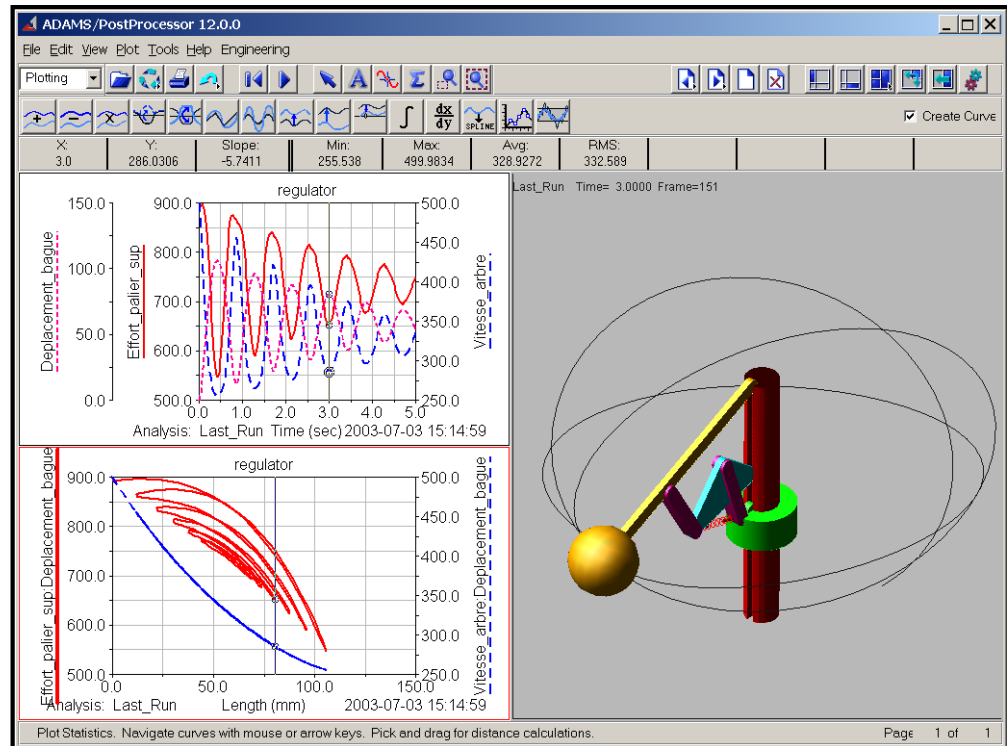 ADAMS/PostProcessor 12.0.0
File Edit View Plot Tools Help Engineering
Plotting
A Σ
+ − x ∫ dx dy SPLINE Create Curve
X: Y: Slope: Min: Max: Avg: RMS:
3.0 286.0306 -5.7411 255.538 499.9834 328.9272 332.589
regulator
150.0 100.0 50.0 0.0
Deplacement_bague
900.0 800.0 700.0 600.0 500.0
Effort_palier_sup
500.0 450.0 400.0 350.0 300.0 250.0
Vitesse_arbre
0.0 1.0 2.0 3.0 4.0 5.0
Analysis: Last_Run Time (sec) 2003-07-03 15:14:59
regulator
900.0 800.0 700.0 600.0 500.0
Effort_palier_sup:Deplacement_bague
500.0 450.0 400.0 350.0 300.0 250.0
Vitesse_arbre:Deplacement_bague
0.0 50.0 100.0 150.0
Analysis: Last_Run Length (mm) 2003-07-03 15:14:59
Last_Run Time= 3.0000 Frame=151
Plot Statistics. Navigate curves with mouse or arrow keys. Pick and drag for distance calculations.
Page 1 of 1